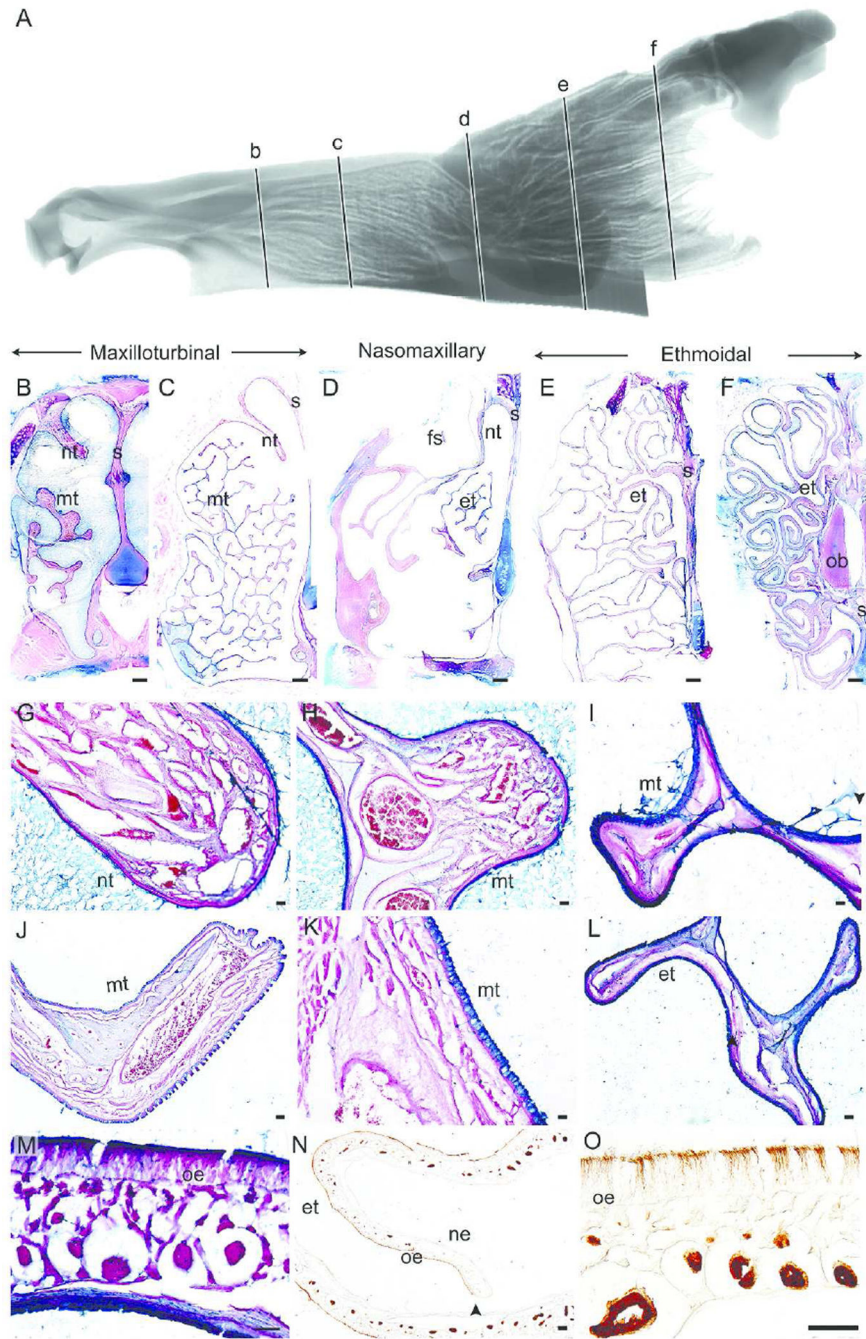 A
f
e
d
c
b
Maxilloturbinal Nasomaxillary Ethmoidal
B C D E F
nt s mt
s nt mt
fs nt s et
s et
et ob s
G H I
nt mt mt
J K L
mt mt et
M N O
oe et oe ne oe